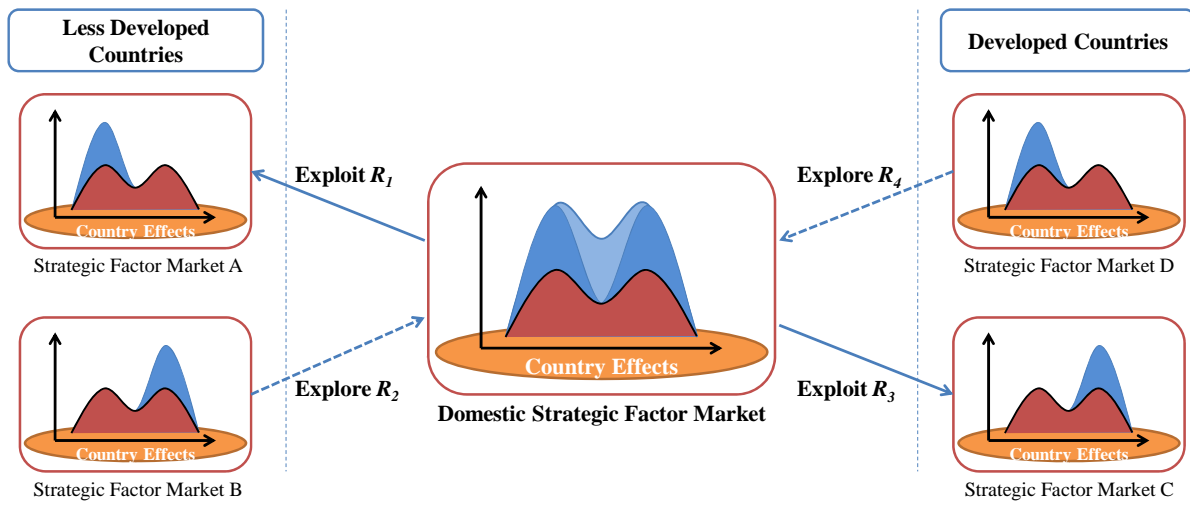 Less Developed
Countries
Developed Countries
Country Effects
Strategic Factor Market A
Exploit R1
Explore R4
Country Effects
Strategic Factor Market D
Country Effects
Domestic Strategic Factor Market
Explore R2
Exploit R3
Country Effects
Strategic Factor Market B
Country Effects
Strategic Factor Market C